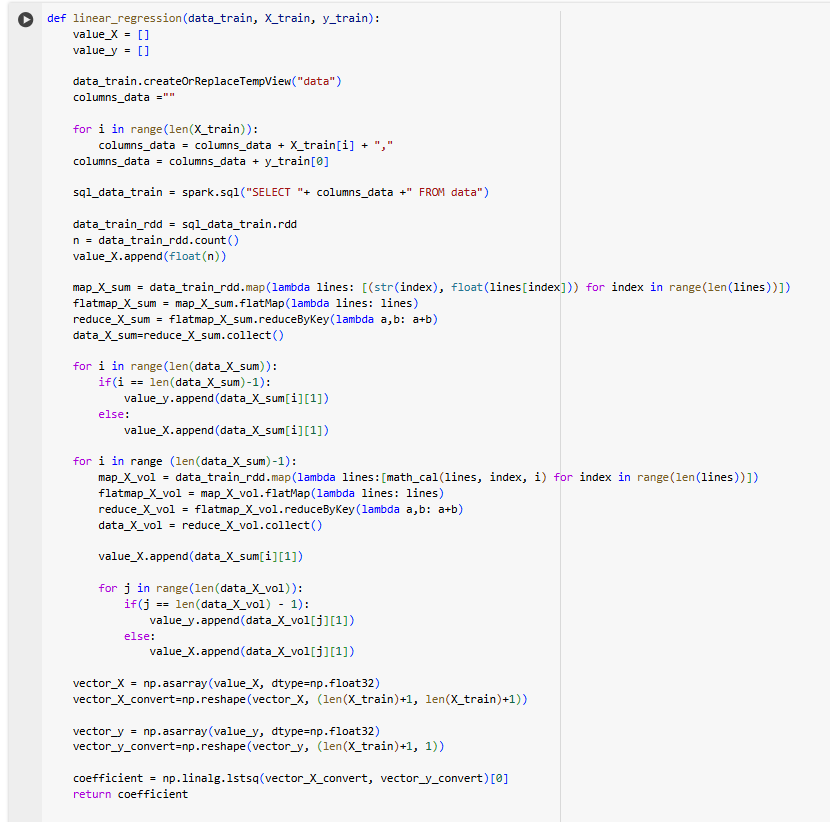 def linear_regression(data_train, X_train, y_train):
    value_X = []
    value_y = []

    data_train.createOrReplaceTempView("data")
    columns_data =""

    for i in range(len(X_train)):
        columns_data = columns_data + X_train[i] + ","
    columns_data = columns_data + y_train[0]

    sql_data_train = spark.sql("SELECT "+ columns_data +" FROM data")

    data_train_rdd = sql_data_train.rdd
    n = data_train_rdd.count()
    value_X.append(float(n))

    map_X_sum = data_train_rdd.map(lambda lines: [(str(index), float(lines[index])) for index in range(len(lines))])
    flatmap_X_sum = map_X_sum.flatMap(lambda lines: lines)
    reduce_X_sum = flatmap_X_sum.reduceByKey(lambda a,b: a+b)
    data_X_sum=reduce_X_sum.collect()

    for i in range(len(data_X_sum)):
        if(i == len(data_X_sum)-1):
            value_y.append(data_X_sum[i][1])
        else:
            value_X.append(data_X_sum[i][1])

    for i in range (len(data_X_sum)-1):
        map_X_vol = data_train_rdd.map(lambda lines:[math_cal(lines, index, i) for index in range(len(lines))])
        flatmap_X_vol = map_X_vol.flatMap(lambda lines: lines)
        reduce_X_vol = flatmap_X_vol.reduceByKey(lambda a,b: a+b)
        data_X_vol = reduce_X_vol.collect()

        value_X.append(data_X_sum[i][1])

        for j in range(len(data_X_vol)):
            if(j == len(data_X_vol) - 1):
                value_y.append(data_X_vol[j][1])
            else:
                value_X.append(data_X_vol[j][1])

    vector_X = np.asarray(value_X, dtype=np.float32)
    vector_X_convert=np.reshape(vector_X, (len(X_train)+1, len(X_train)+1))

    vector_y = np.asarray(value_y, dtype=np.float32)
    vector_y_convert=np.reshape(vector_y, (len(X_train)+1, 1))

    coefficient = np.linalg.lstsq(vector_X_convert, vector_y_convert)[0]
    return coefficient